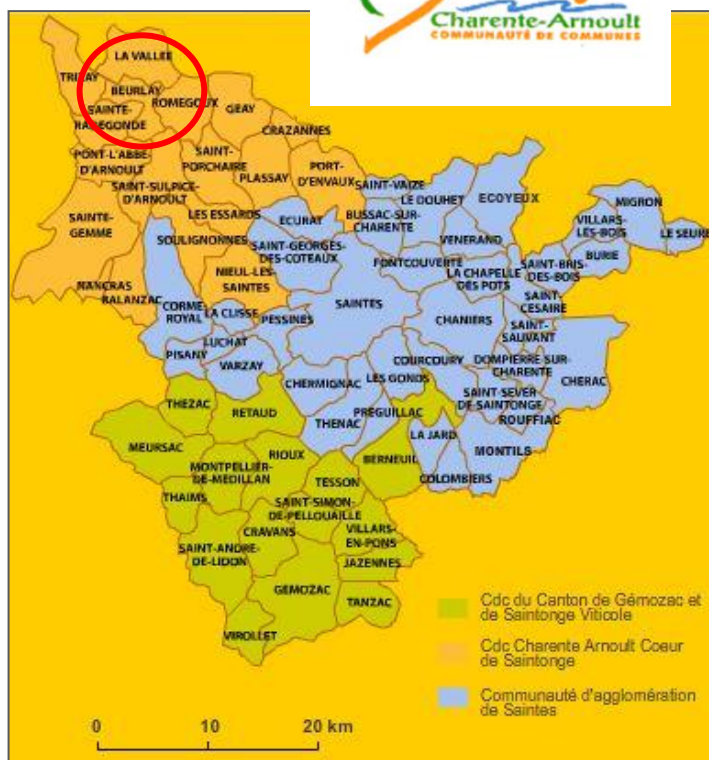 Charente-Arnoult
COMMUNAUTÉ DE COMMUNES
LA VALLEE
TRIZAY
BEURLAY
SAINTE-
RADEGONDE
ROMEGOUX
GEAY
CRAZANNES
PONT-L'ABBE-
D'ARNOULT
SAINT-
PORCHAIRE
PLASSAY
PORT-
D'ENVAUX
SAINT-SULPICE-
D'ARNOULT
SAINTE-
GEMME
LES ESSARDS
SOULIGNONNES
NIEUL-LES-
SAINTES
NANCRAS
BALANZAC
SAINT-VAIZE
LE DOUHET
ECOYEUX
BUSSAC-SUR-
CHARENTE
ECURAT
SAINT-GEORGES-
DES-COTEAUX
VENERAND
FONTCOUVERTE
LA CHAPELLE
DES POTS
MIGRON
VILLARS-
LES-BOIS
LE SEURE
BURIE
SAINT-BRIS-
DES-BOIS
SAINT-
CESAIRE
SAINT-
SAUVANT
SAINTES
CHANIERS
CORME-
ROYAL
LA CLISSE
PESSINES
LUCHAT
PISANY
VARZAY
CHERMIGNAC
LES GONDS
COURCOURY
DOMPIERRE-SUR-
CHARENTE
CHERAC
SAINT-SEVER
DE-SAINTONGE
ROUFFIAC
THENAC
PREGUILLAC
LA JARD
MONTILS
COLOMBIERS
BERNEUIL
THEZAC
RETAUD
MEURSAC
RIOUX
MONTPELLIER-
DE-MEDILLAN
TESSON
THAIMS
SAINT-SIMON-
DE-PELLOUAILLE
CRAVANS
VILLARS-
EN-PONS
SAINT-ANDRE-
DE-LIDON
JAZENNES
GEMOZAC
TANZAC
VIROLLET
Cdc du Canton de Gémozac et
de Saintonge Viticole
Cdc Charente Arnoult Coeur
de Saintonge
Communauté d'agglomération
de Saintes
0 10 20 km